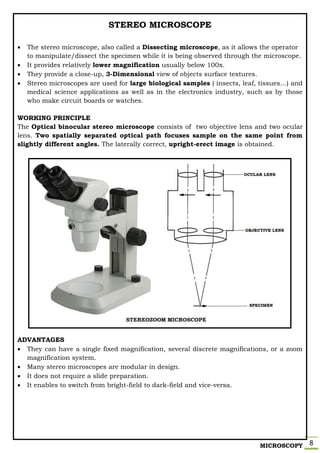 STEREO MICROSCOPE
• The stereo microscope, also called a Dissecting microscope, as it allows the operator
to manipulate/dissect the specimen while it is being observed through the microscope.
• It provides relatively lower magnification usually below 100x.
• They provide a close-up, 3-Dimensional view of objects surface textures.
• Stereo microscopes are used for large biological samples ( insects, leaf, tissues…) and
medical science applications as well as in the electronics industry, such as by those
who make circuit boards or watches.
WORKING PRINCIPLE
The Optical binocular stereo microscope consists of two objective lens and two ocular
lens. Two spatially separated optical path focuses sample on the same point from
slightly different angles. The laterally correct, upright-erect image is obtained.
OCULAR LENS
OBJECTIVE LENS
SPECIMEN
STEREOZOOM MICROSCOPE
ADVANTAGES
• They can have a single fixed magnification, several discrete magnifications, or a zoom
magnification system.
• Many stereo microscopes are modular in design.
• It does not require a slide preparation.
• It enables to switch from bright-field to dark-field and vice-versa.
MICROSCOPY 8